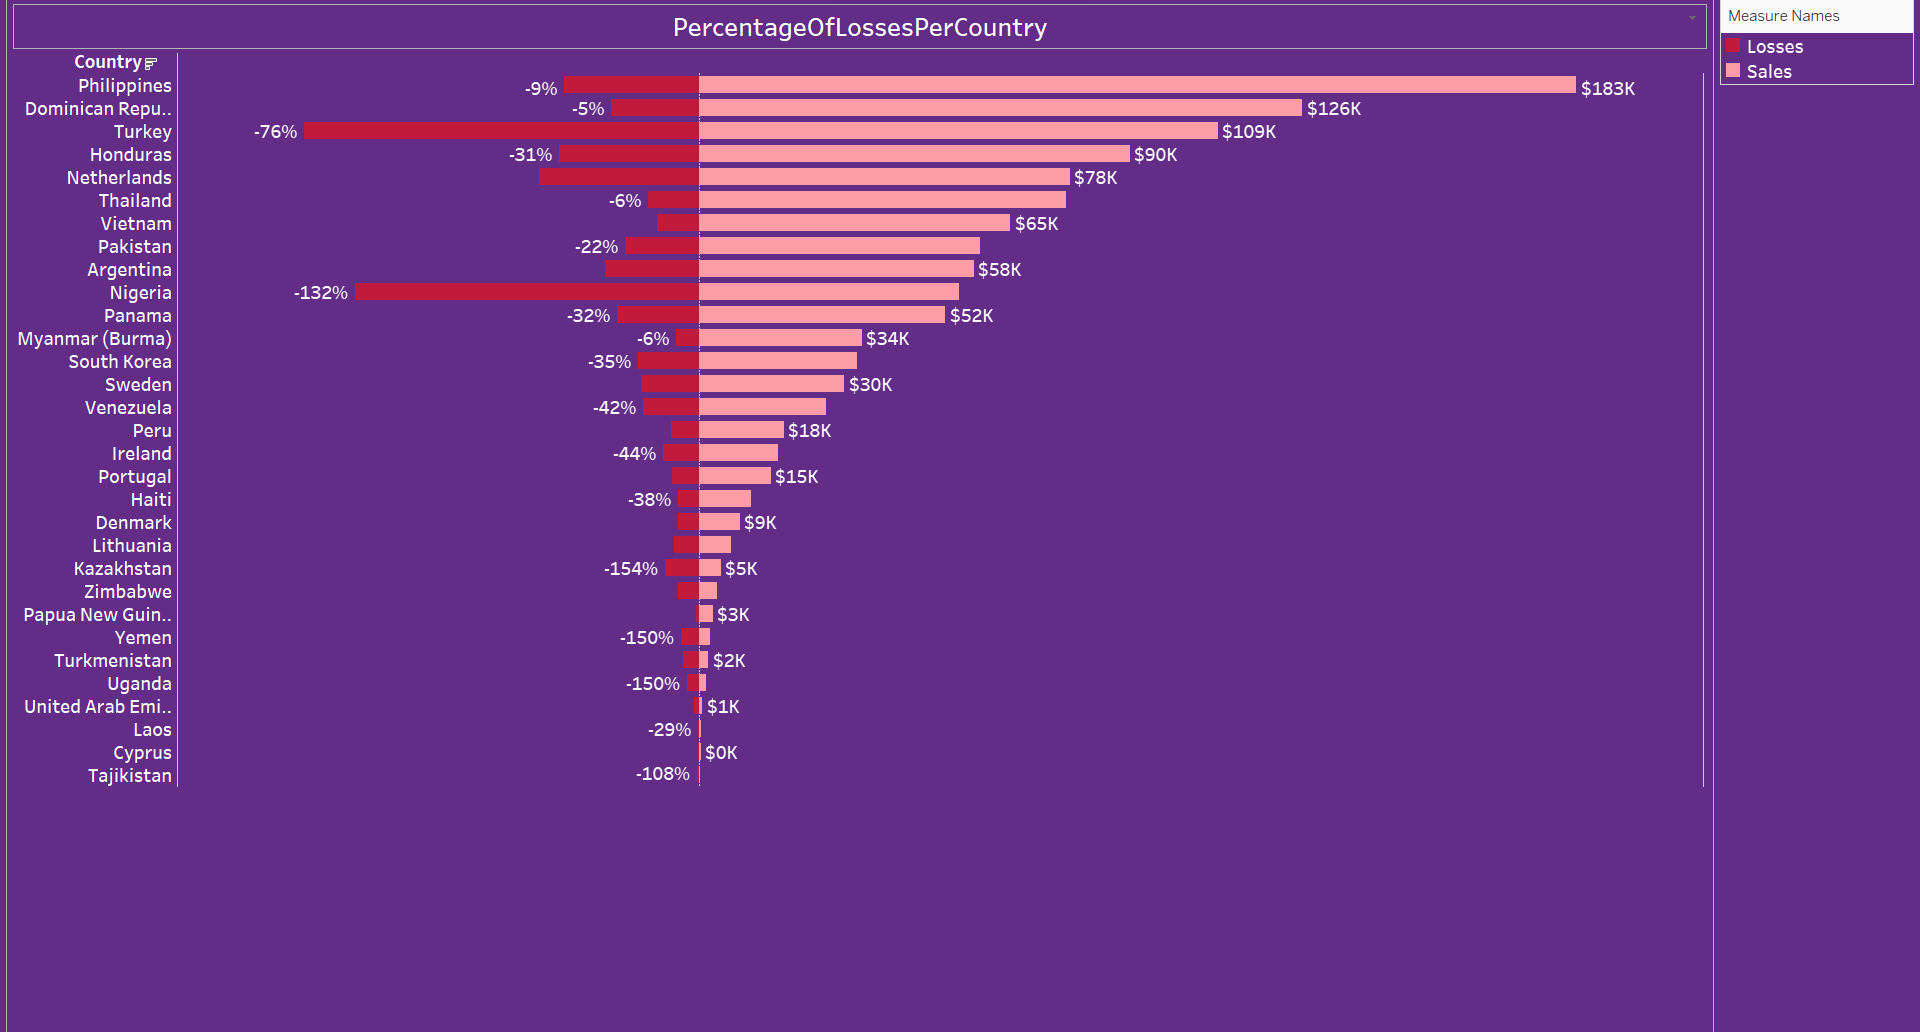 PercentageOfLossesPerCountry
Measure Names
Losses
Sales
Country
Philippines -9% $183K
Dominican Repu.. -5% $126K
Turkey -76% $109K
Honduras -31% $90K
Netherlands $78K
Thailand -6%
Vietnam $65K
Pakistan -22%
Argentina $58K
Nigeria -132%
Panama -32% $52K
Myanmar (Burma) -6% $34K
South Korea -35%
Sweden $30K
Venezuela -42%
Peru $18K
Ireland -44%
Portugal $15K
Haiti -38%
Denmark $9K
Lithuania
Kazakhstan -154% $5K
Zimbabwe
Papua New Guin.. $3K
Yemen -150%
Turkmenistan $2K
Uganda -150%
United Arab Emi.. $1K
Laos -29%
Cyprus $0K
Tajikistan -108%